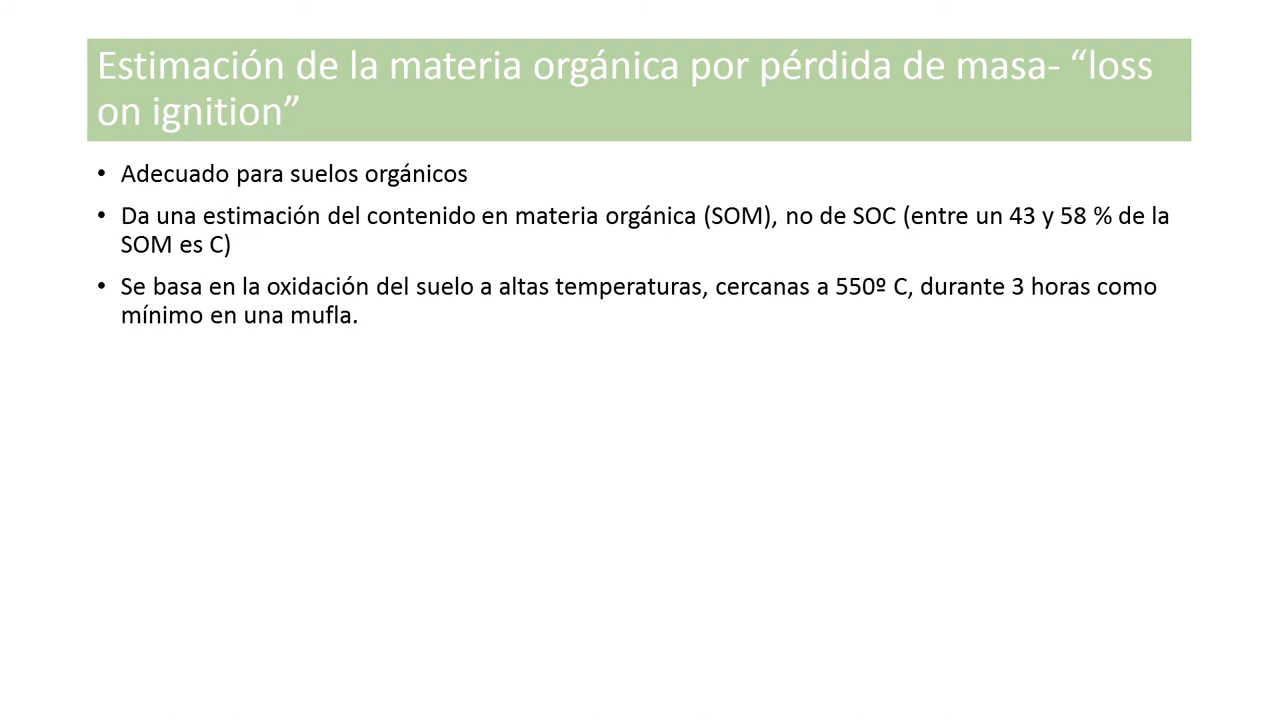 Estimación de la materia orgánica por pérdida de masa- “loss
on ignition”
• Adecuado para suelos orgánicos
• Da una estimación del contenido en materia orgánica (SOM), no de SOC (entre un 43 y 58 % de la
SOM es C)
• Se basa en la oxidación del suelo a altas temperaturas, cercanas a 550º C, durante 3 horas como
mínimo en una mufla.